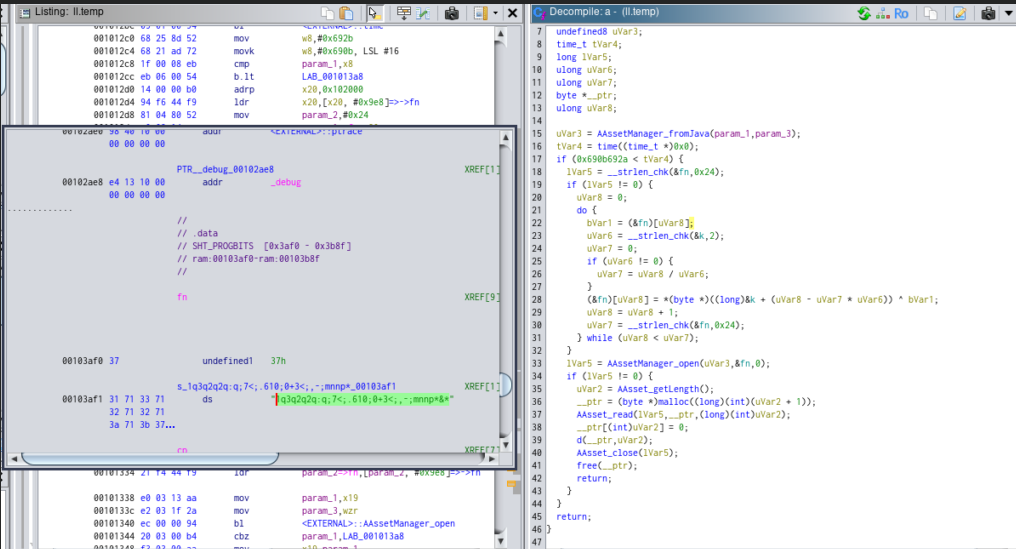 Listing: ll.temp
001012c0 68 25 8d 52 mov w8,#0x692b
001012c4 68 21 ad 72 movk w8,#0x690b, LSL #16
001012c8 1f 00 08 eb cmp param_1,x8
001012cc eb 06 00 54 b.lt LAB_001013a8
001012d0 14 00 00 b0 adrp x20,0x102000
001012d4 94 f6 44 f9 ldr x20,[x20, #0x9e8]=>->fn
001012d8 81 04 80 52 mov param_2,#0x24
00102ae0 98 40 10 00 addr <EXTERNAL>::ptrace
00 00 00 00
PTR__debug_00102ae8 XREF[1]
00102ae8 e4 13 10 00 addr _debug
00 00 00 00
//
// .data
// SHT_PROGBITS [0x3af0 - 0x3b8f]
// ram:00103af0-ram:00103b8f
//
fn XREF[9]
00103af0 37 undefined1 37h
s_1q3q2q2q:q;7<;.610;0+3<;,-;mnnp*_00103af1 XREF[1]
00103af1 31 71 33 71 ds "1q3q2q2q:q;7<;.610;0+3<;,-;mnnp*&*"
32 71 32 71
3a 71 3b 37...
cp XREF[7]
00101334 21 f4 44 f9 ldr param_2=>fn,[param_2, #0x9e8]=>->fn
00101338 e0 03 13 aa mov param_1,x19
0010133c e2 03 1f 2a mov param_3,wzr
00101340 ec 00 00 94 bl <EXTERNAL>::AAssetManager_open
00101344 20 03 00 b4 cbz param_1,LAB_001013a8
Decompile: a - (ll.temp)
Ro
7 undefined8 uVar3;
8 time_t tVar4;
9 long lVar5;
10 ulong uVar6;
11 ulong uVar7;
12 byte *__ptr;
13 ulong uVar8;
14
15 uVar3 = AAssetManager_fromJava(param_1,param_3);
16 tVar4 = time((time_t *)0x0);
17 if (0x690b692a < tVar4) {
18 lVar5 = __strlen_chk(&fn,0x24);
19 if (lVar5 != 0) {
20 uVar8 = 0;
21 do {
22 bVar1 = (&fn)[uVar8];
23 uVar6 = __strlen_chk(&k,2);
24 uVar7 = 0;
25 if (uVar6 != 0) {
26 uVar7 = uVar8 / uVar6;
27 }
28 (&fn)[uVar8] = *(byte *)((long)&k + (uVar8 - uVar7 * uVar6)) ^ bVar1;
29 uVar8 = uVar8 + 1;
30 uVar7 = __strlen_chk(&fn,0x24);
31 } while (uVar8 < uVar7);
32 }
33 lVar5 = AAssetManager_open(uVar3,&fn,0);
34 if (lVar5 != 0) {
35 uVar2 = AAsset_getLength();
36 __ptr = (byte *)malloc((long)(int)(uVar2 + 1));
37 AAsset_read(lVar5,__ptr,(long)(int)uVar2);
38 __ptr[(int)uVar2] = 0;
39 d(__ptr,uVar2);
40 AAsset_close(lVar5);
41 free(__ptr);
42 return;
43 }
44 }
45 return;
46 }
47